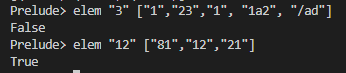 Prelude> elem "3" ["1","23","1", "1a2", "/ad"]
False
Prelude> elem "12" ["81","12","21"]
True